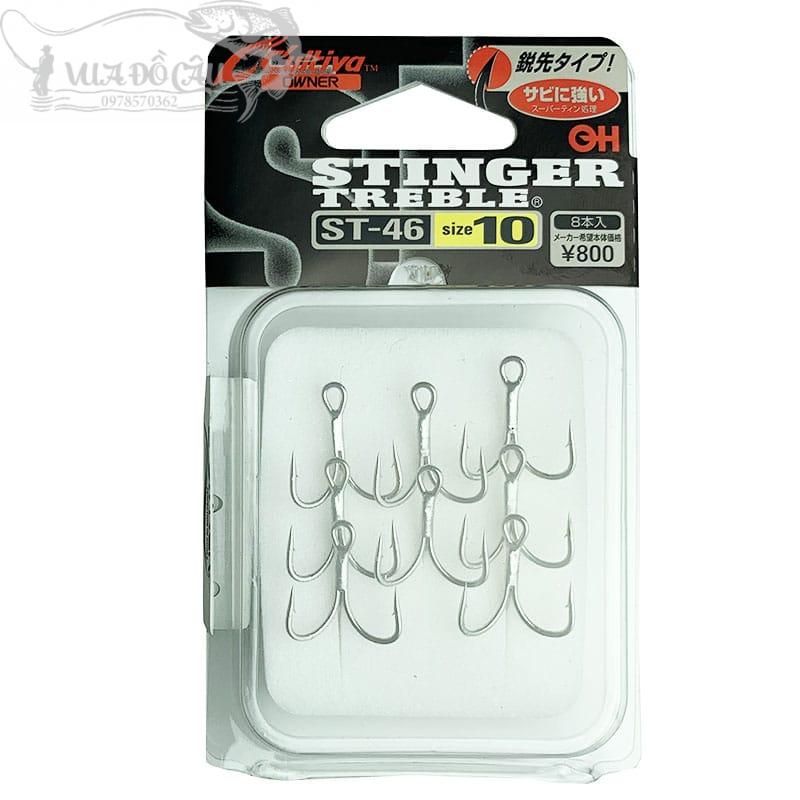 VUA ĐỒ CÂU
0978570362
Cultiva™
OWNER
鋭先タイプ!
サビに強い
スーパーティン処理
OH
STINGER
TREBLE®
ST-46 size 10
8本入
メーカー希望本体価格
¥800